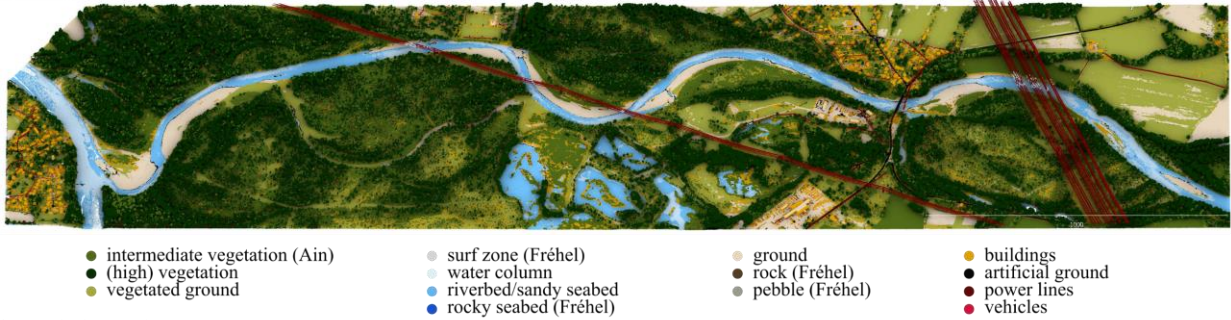 intermediate vegetation (Ain)
(high) vegetation
vegetated ground
surf zone (Fréhel)
water column
riverbed/sandy seabed
rocky seabed (Fréhel)
ground
rock (Fréhel)
pebble (Fréhel)
buildings
artificial ground
power lines
vehicles